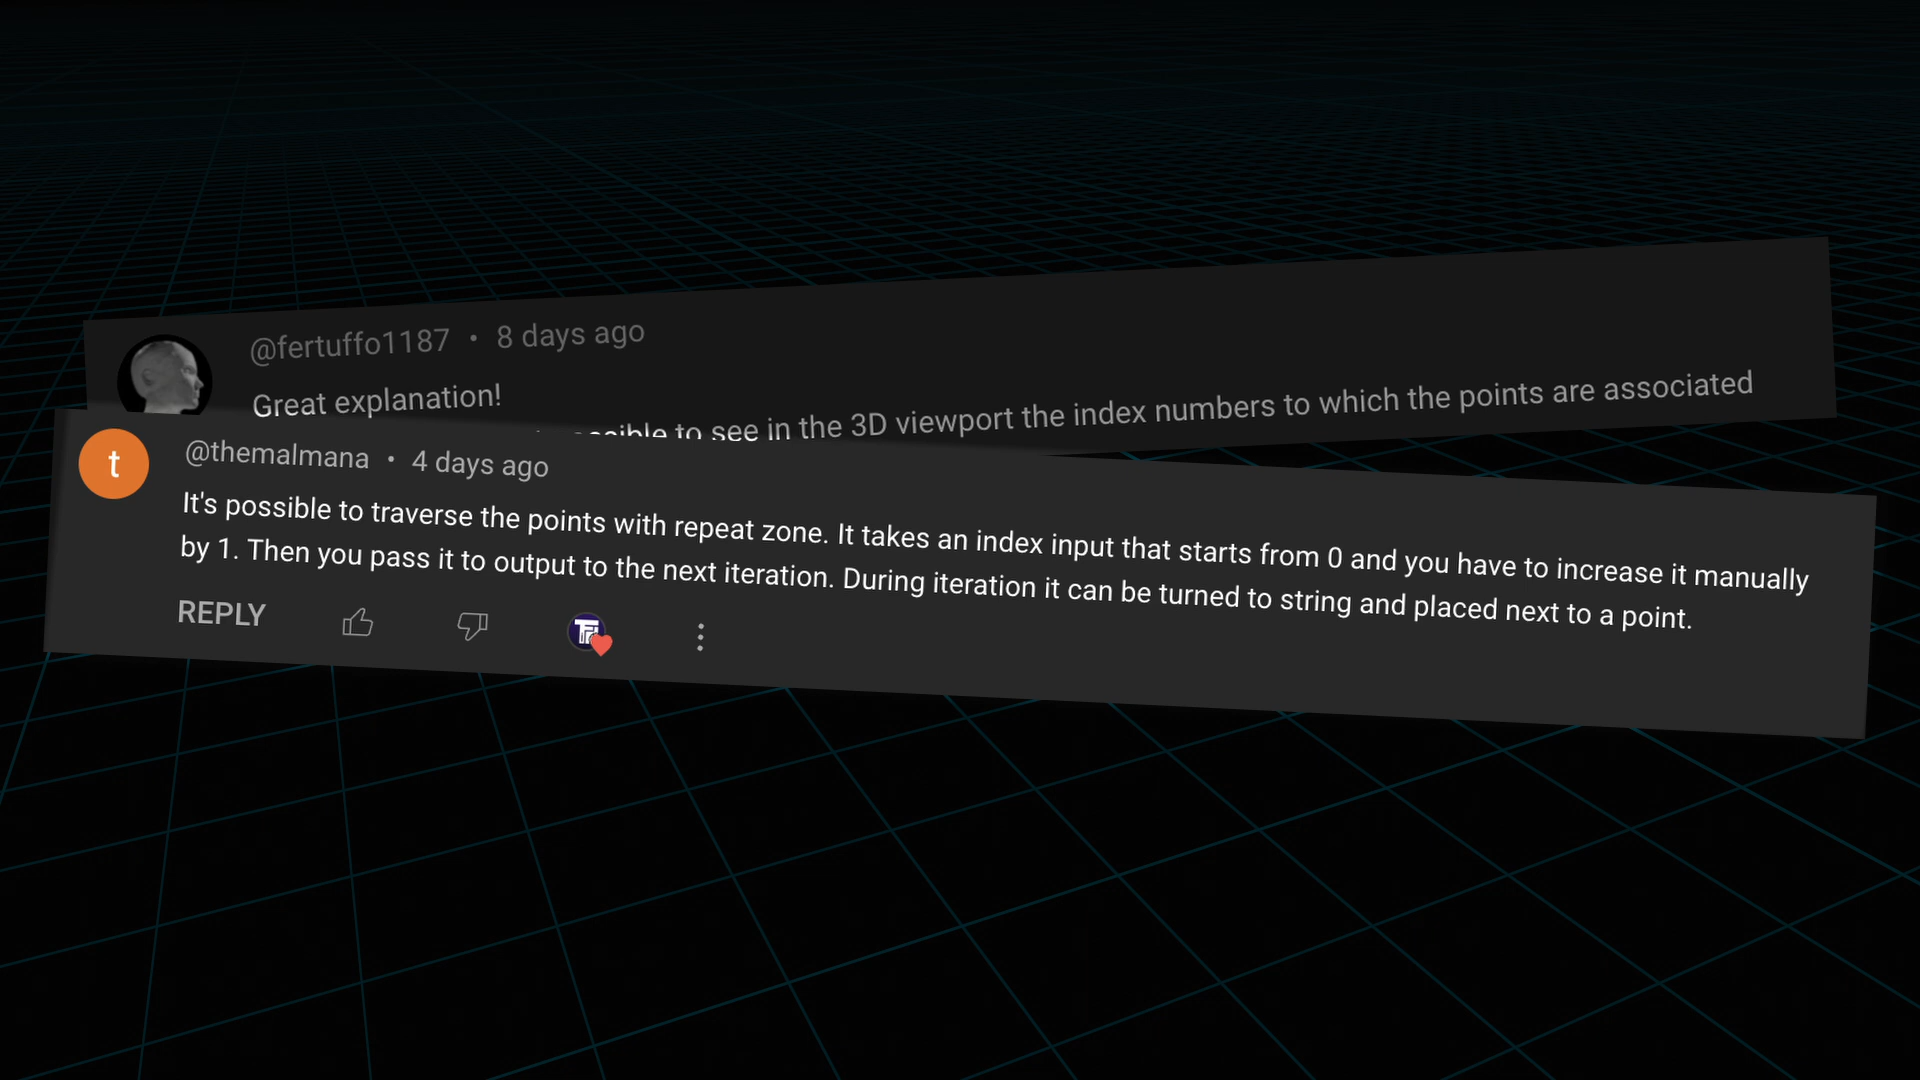 @fertuffo1187 • 8 days ago
Great explanation!
to see in the 3D viewport the index numbers to which the points are associated
t
@themalmana • 4 days ago
It's possible to traverse the points with repeat zone. It takes an index input that starts from 0 and you have to increase it manually
by 1. Then you pass it to output to the next iteration. During iteration it can be turned to string and placed next to a point.
REPLY